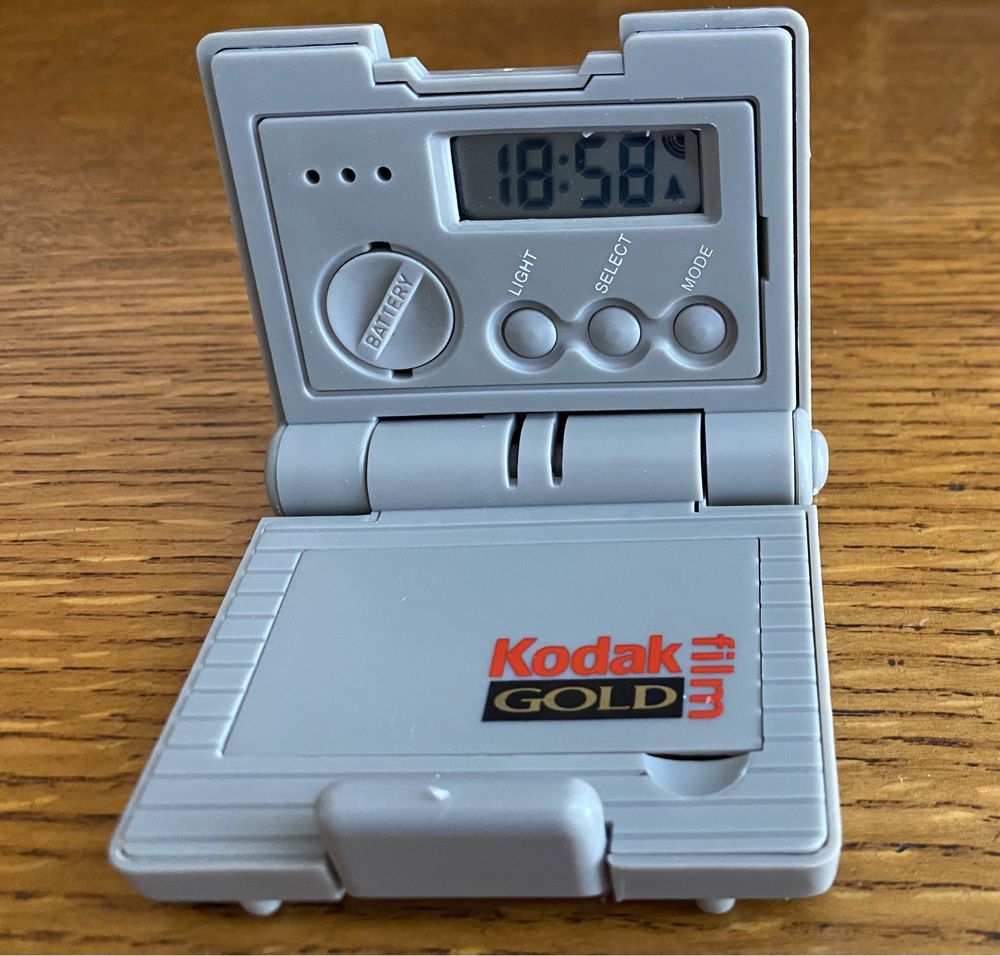 18:58
LIGHT
SELECT
MODE
BATTERY
Kodak
film
GOLD